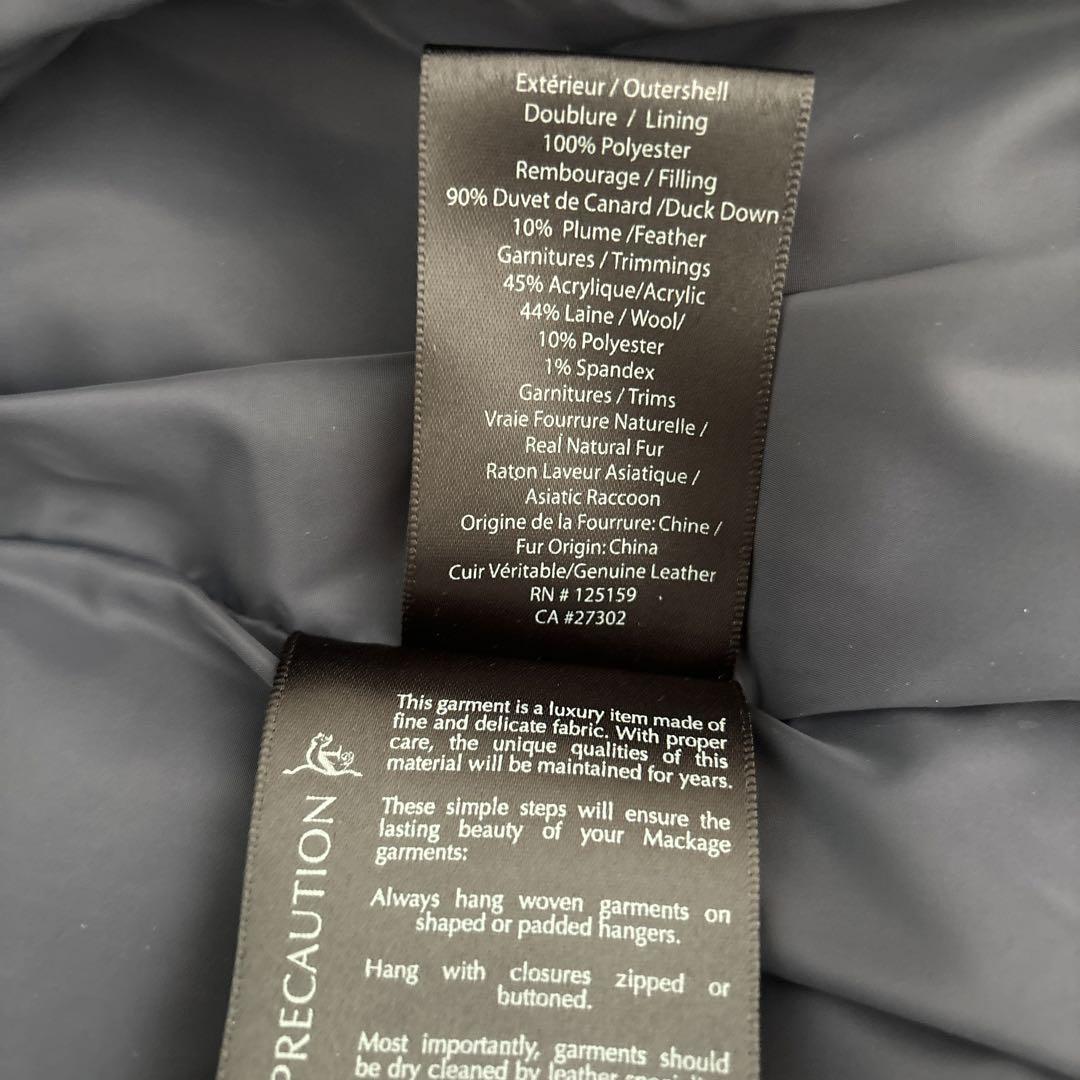 Extérieur / Outershell
Doublure / Lining
100% Polyester
Rembourage / Filling
90% Duvet de Canard /Duck Down
10% Plume /Feather
Garnitures / Trimmings
45% Acrylique/Acrylic
44% Laine / Wool/
10% Polyester
1% Spandex
Garnitures / Trims
Vraie Fourrure Naturelle /
Real Natural Fur
Raton Laveur Asiatique /
Asiatic Raccoon
Origine de la Fourrure: Chine /
Fur Origin: China
Cuir Véritable/Genuine Leather
RN # 125159
CA #27302
PRECAUTION
This garment is a luxury item made of
fine and delicate fabric. With proper
care, the unique qualities of this
material will be maintained for years.
These simple steps will ensure the
lasting beauty of your Mackage
garments:
Always hang woven garments on
shaped or padded hangers.
Hang with closures zipped or
buttoned.
Most importantly, garments should
be dry cleaned by leather